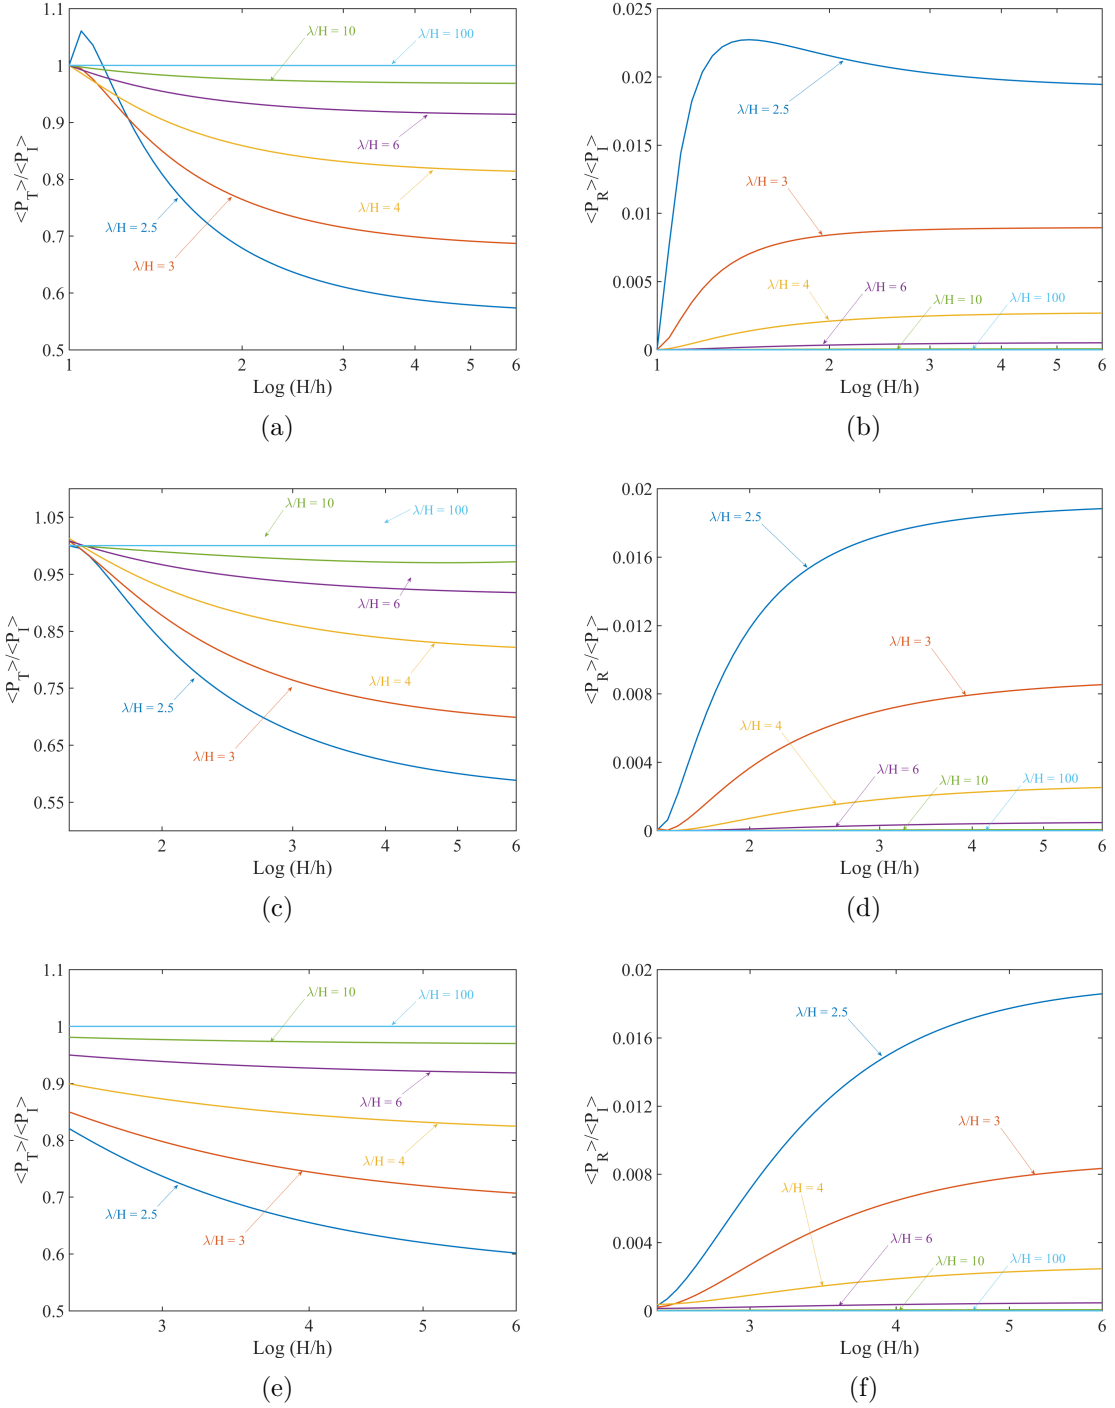 1.1
1
0.9
0.8
0.7
0.6
0.5
1 2 3 4 5 6
<P_T>/<P_I>
Log (H/h)
λ/H = 10
λ/H = 100
λ/H = 6
λ/H = 4
λ/H = 2.5
λ/H = 3
(a)
0.025
0.02
0.015
0.01
0.005
0
1 2 3 4 5 6
<P_R>/<P_I>
Log (H/h)
λ/H = 2.5
λ/H = 3
λ/H = 4
λ/H = 6
λ/H = 10
λ/H = 100
(b)
1.05
0.95
0.85
0.75
0.65
0.55
2 3 4 5 6
<P_T>/<P_I>
Log (H/h)
λ/H = 10
λ/H = 100
λ/H = 6
λ/H = 4
λ/H = 2.5
λ/H = 3
(c)
0.02
0.016
0.012
0.008
0.004
0
2 3 4 5 6
<P_R>/<P_I>
Log (H/h)
λ/H = 2.5
λ/H = 3
λ/H = 4
λ/H = 6
λ/H = 10
λ/H = 100
(d)
1.1
1
0.9
0.8
0.7
0.6
0.5
3 4 5 6
<P_T>/<P_I>
Log (H/h)
λ/H = 10
λ/H = 100
λ/H = 6
λ/H = 4
λ/H = 2.5
λ/H = 3
(e)
0.02
0.016
0.012
0.008
0.004
0
3 4 5 6
<P_R>/<P_I>
Log (H/h)
λ/H = 2.5
λ/H = 3
λ/H = 4
λ/H = 6
λ/H = 10
λ/H = 100
(f)